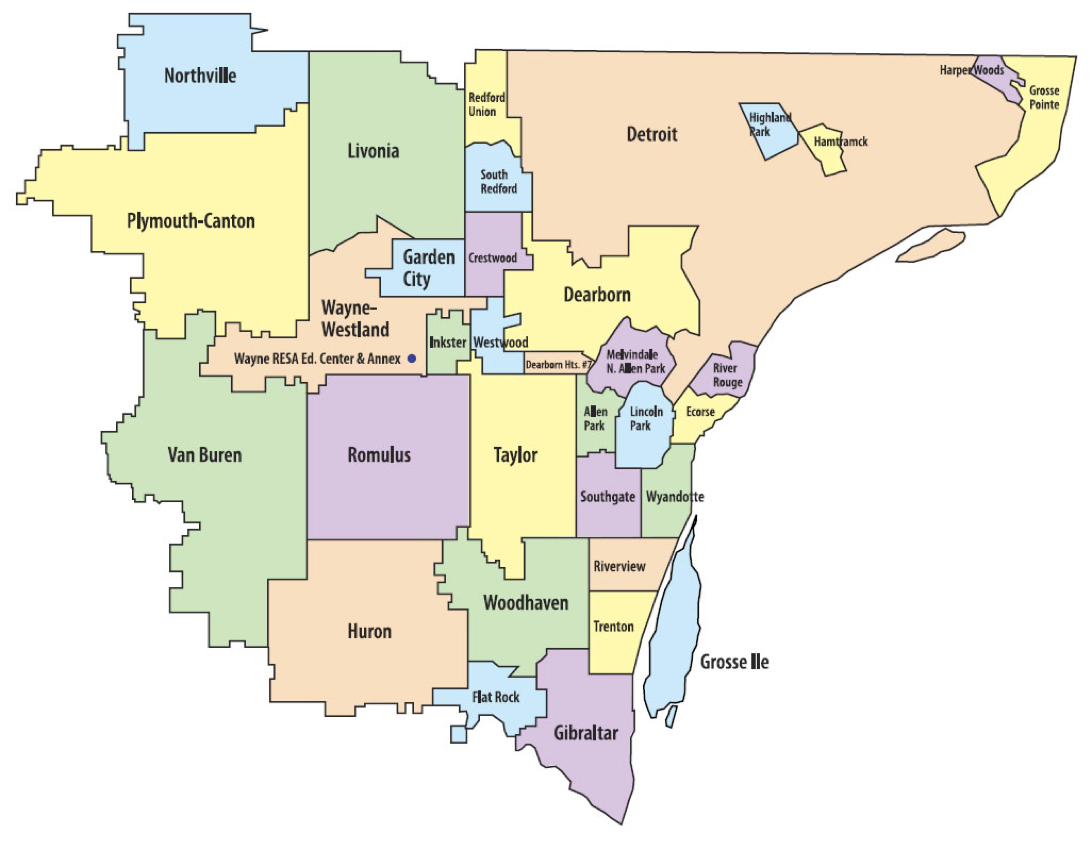 Northville
Livonia
Redford
Union
Detroit
Harper Woods
Grosse
Pointe
Highland
Park
Hamtramck
South
Redford
Plymouth-Canton
Garden
City
Crestwood
Dearborn
Wayne-
Westland
Inkster
Westwood
Wayne RESA Ed. Center & Annex
Dearborn Hts. #7
Melvindale
N. Allen Park
River
Rouge
Allen
Park
Lincoln
Park
Ecorse
Van Buren
Romulus
Taylor
Southgate
Wyandotte
Riverview
Woodhaven
Huron
Trenton
Grosse Ile
Flat Rock
Gibraltar